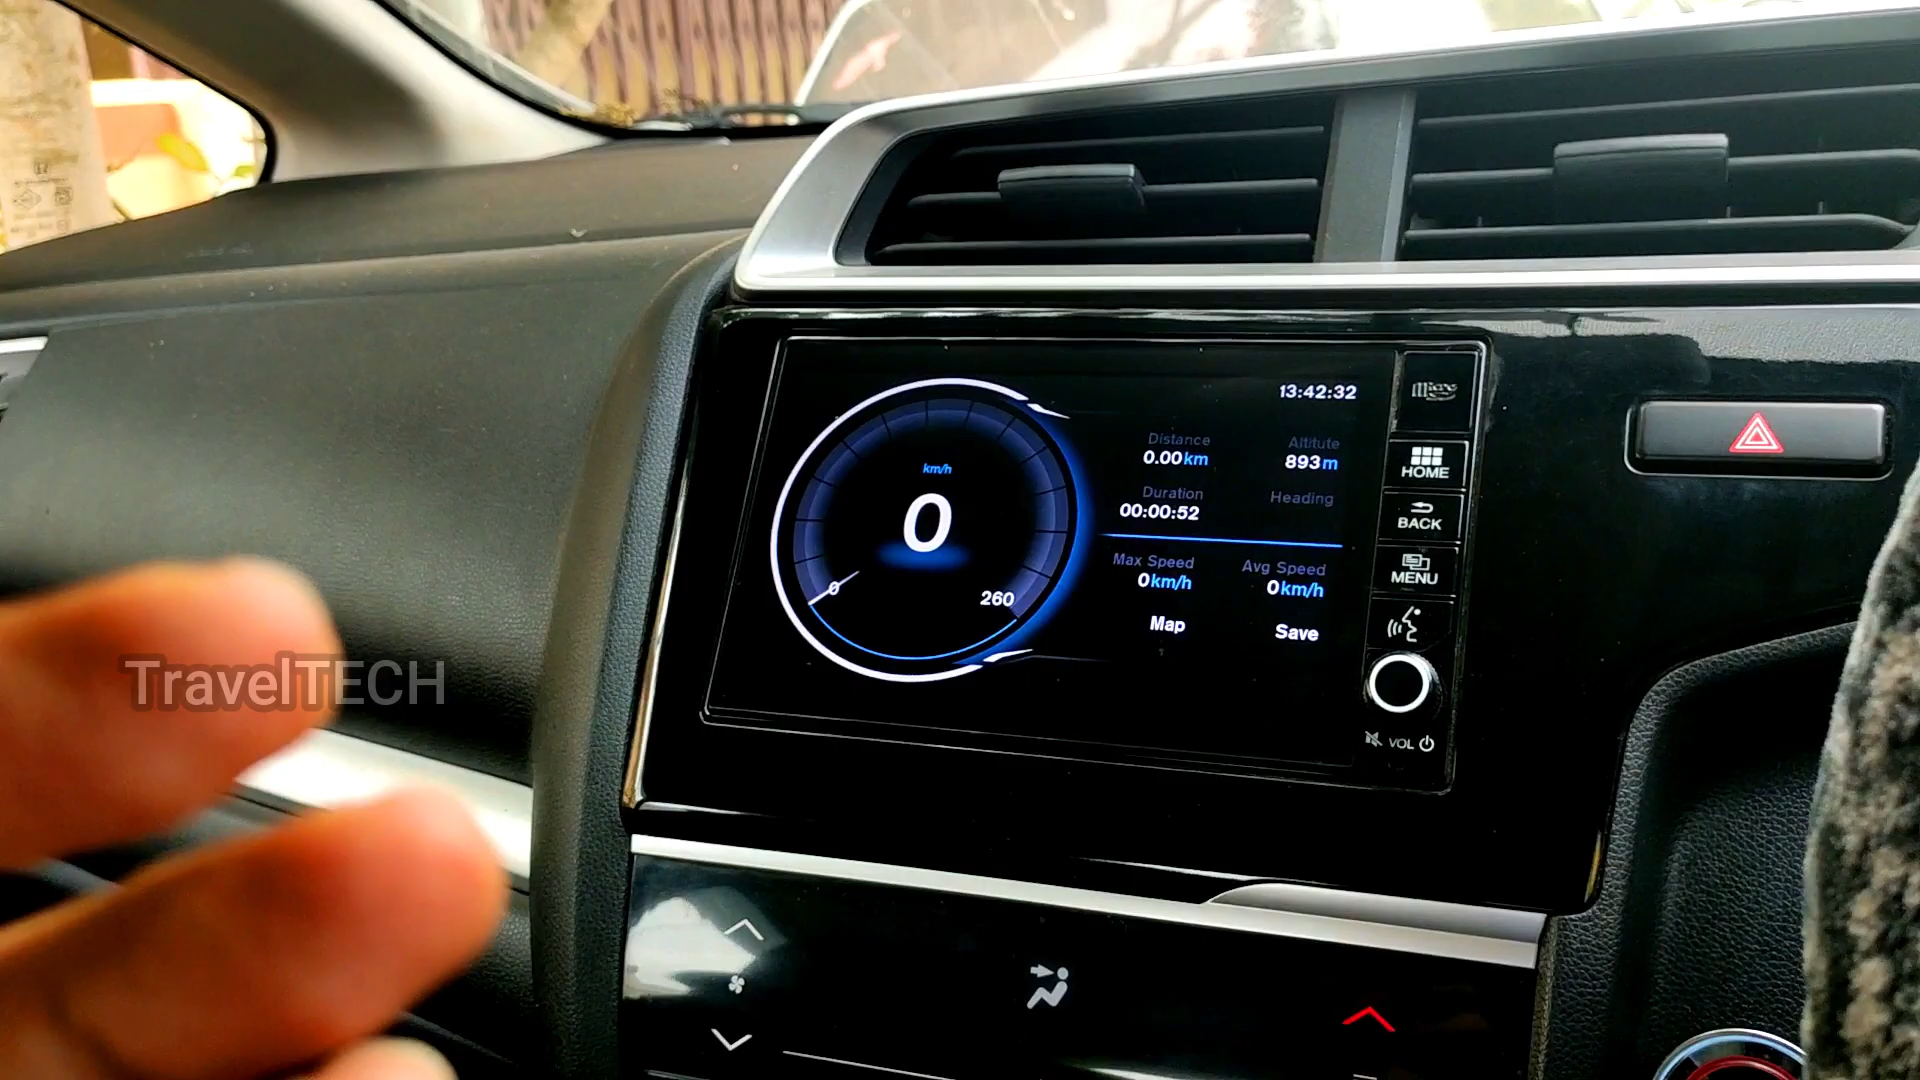 13:42:32
km/h
0
0
260
Distance
0.00km
Altitute
893m
Duration
00:00:52
Heading
Max Speed
0km/h
Avg Speed
0km/h
Map
Save
HOME
BACK
MENU
VOL
TravelTECH